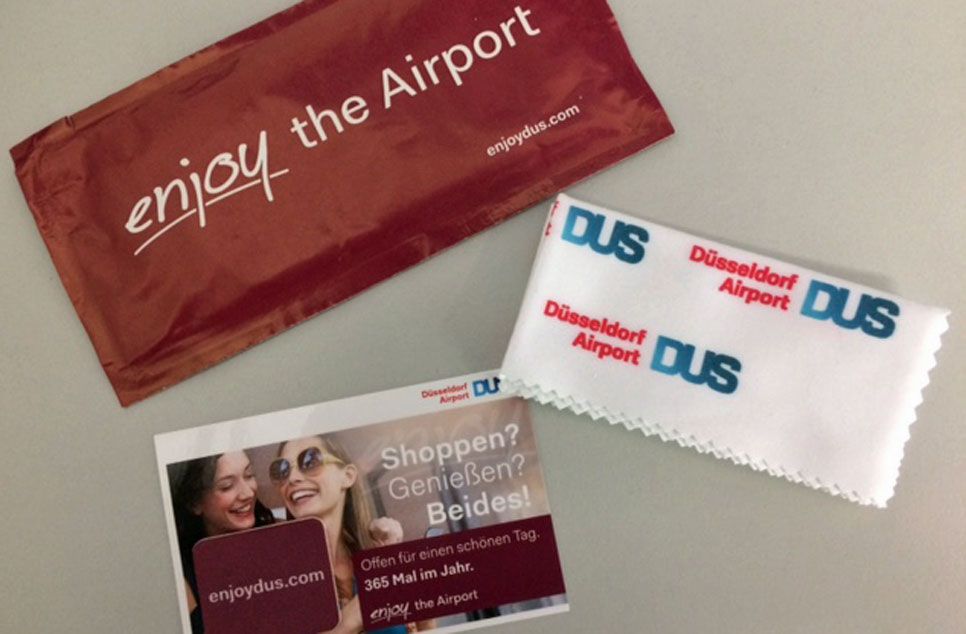 enjoy the Airport
enjoydus.com
DUS
Düsseldorf
Airport DUS
Düsseldorf
Airport DUS
Düsseldorf
Airport
Shoppen?
Genießen?
Beides!
Offen für einen schönen Tag.
365 Mal im Jahr.
enjoy the Airport
enjoydus.com